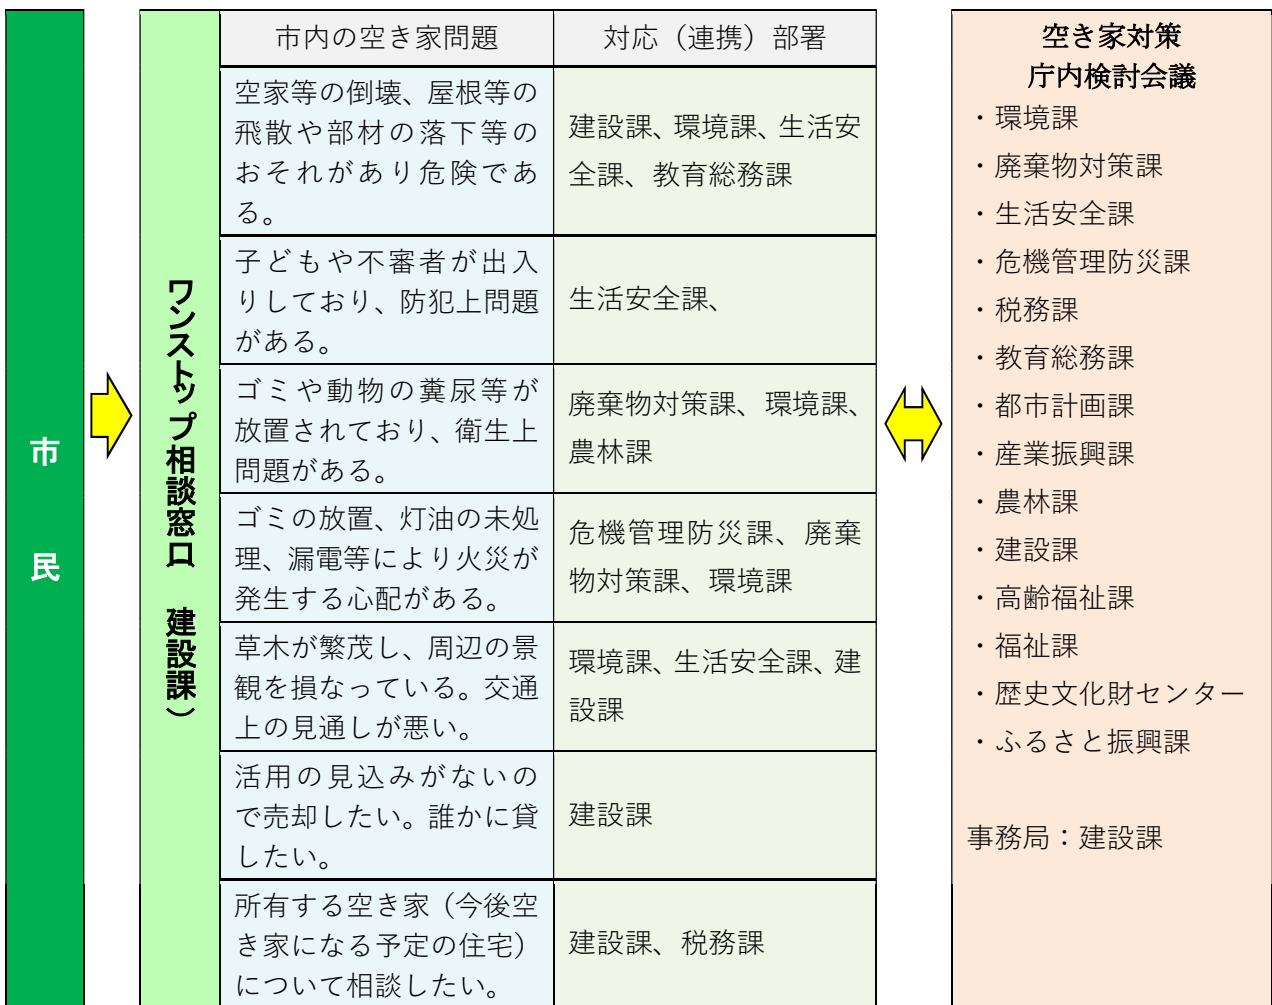 市民
ワンストップ相談窓口　建設課）
市内の空き家問題
対応（連携）部署
空家等の倒壊、屋根等の
飛散や部材の落下等の
おそれがあり危険であ
る。
建設課、環境課、生活安
全課、教育総務課
子どもや不審者が出入
りしており、防犯上問題
がある。
生活安全課、
ゴミや動物の糞尿等が
放置されており、衛生上
問題がある。
廃棄物対策課、環境課、
農林課
ゴミの放置、灯油の未処
理、漏電等により火災が
発生する心配がある。
危機管理防災課、廃棄
物対策課、環境課
草木が繁茂し、周辺の景
観を損なっている。交通
上の見通しが悪い。
環境課、生活安全課、建
設課
活用の見込みがないの
で売却したい。誰かに貸
したい。
建設課
所有する空き家（今後空
き家になる予定の住宅）
について相談したい。
建設課、税務課
空き家対策
庁内検討会議
・環境課
・廃棄物対策課
・生活安全課
・危機管理防災課
・税務課
・教育総務課
・都市計画課
・産業振興課
・農林課
・建設課
・高齢福祉課
・福祉課
・歴史文化財センター
・ふるさと振興課
事務局：建設課